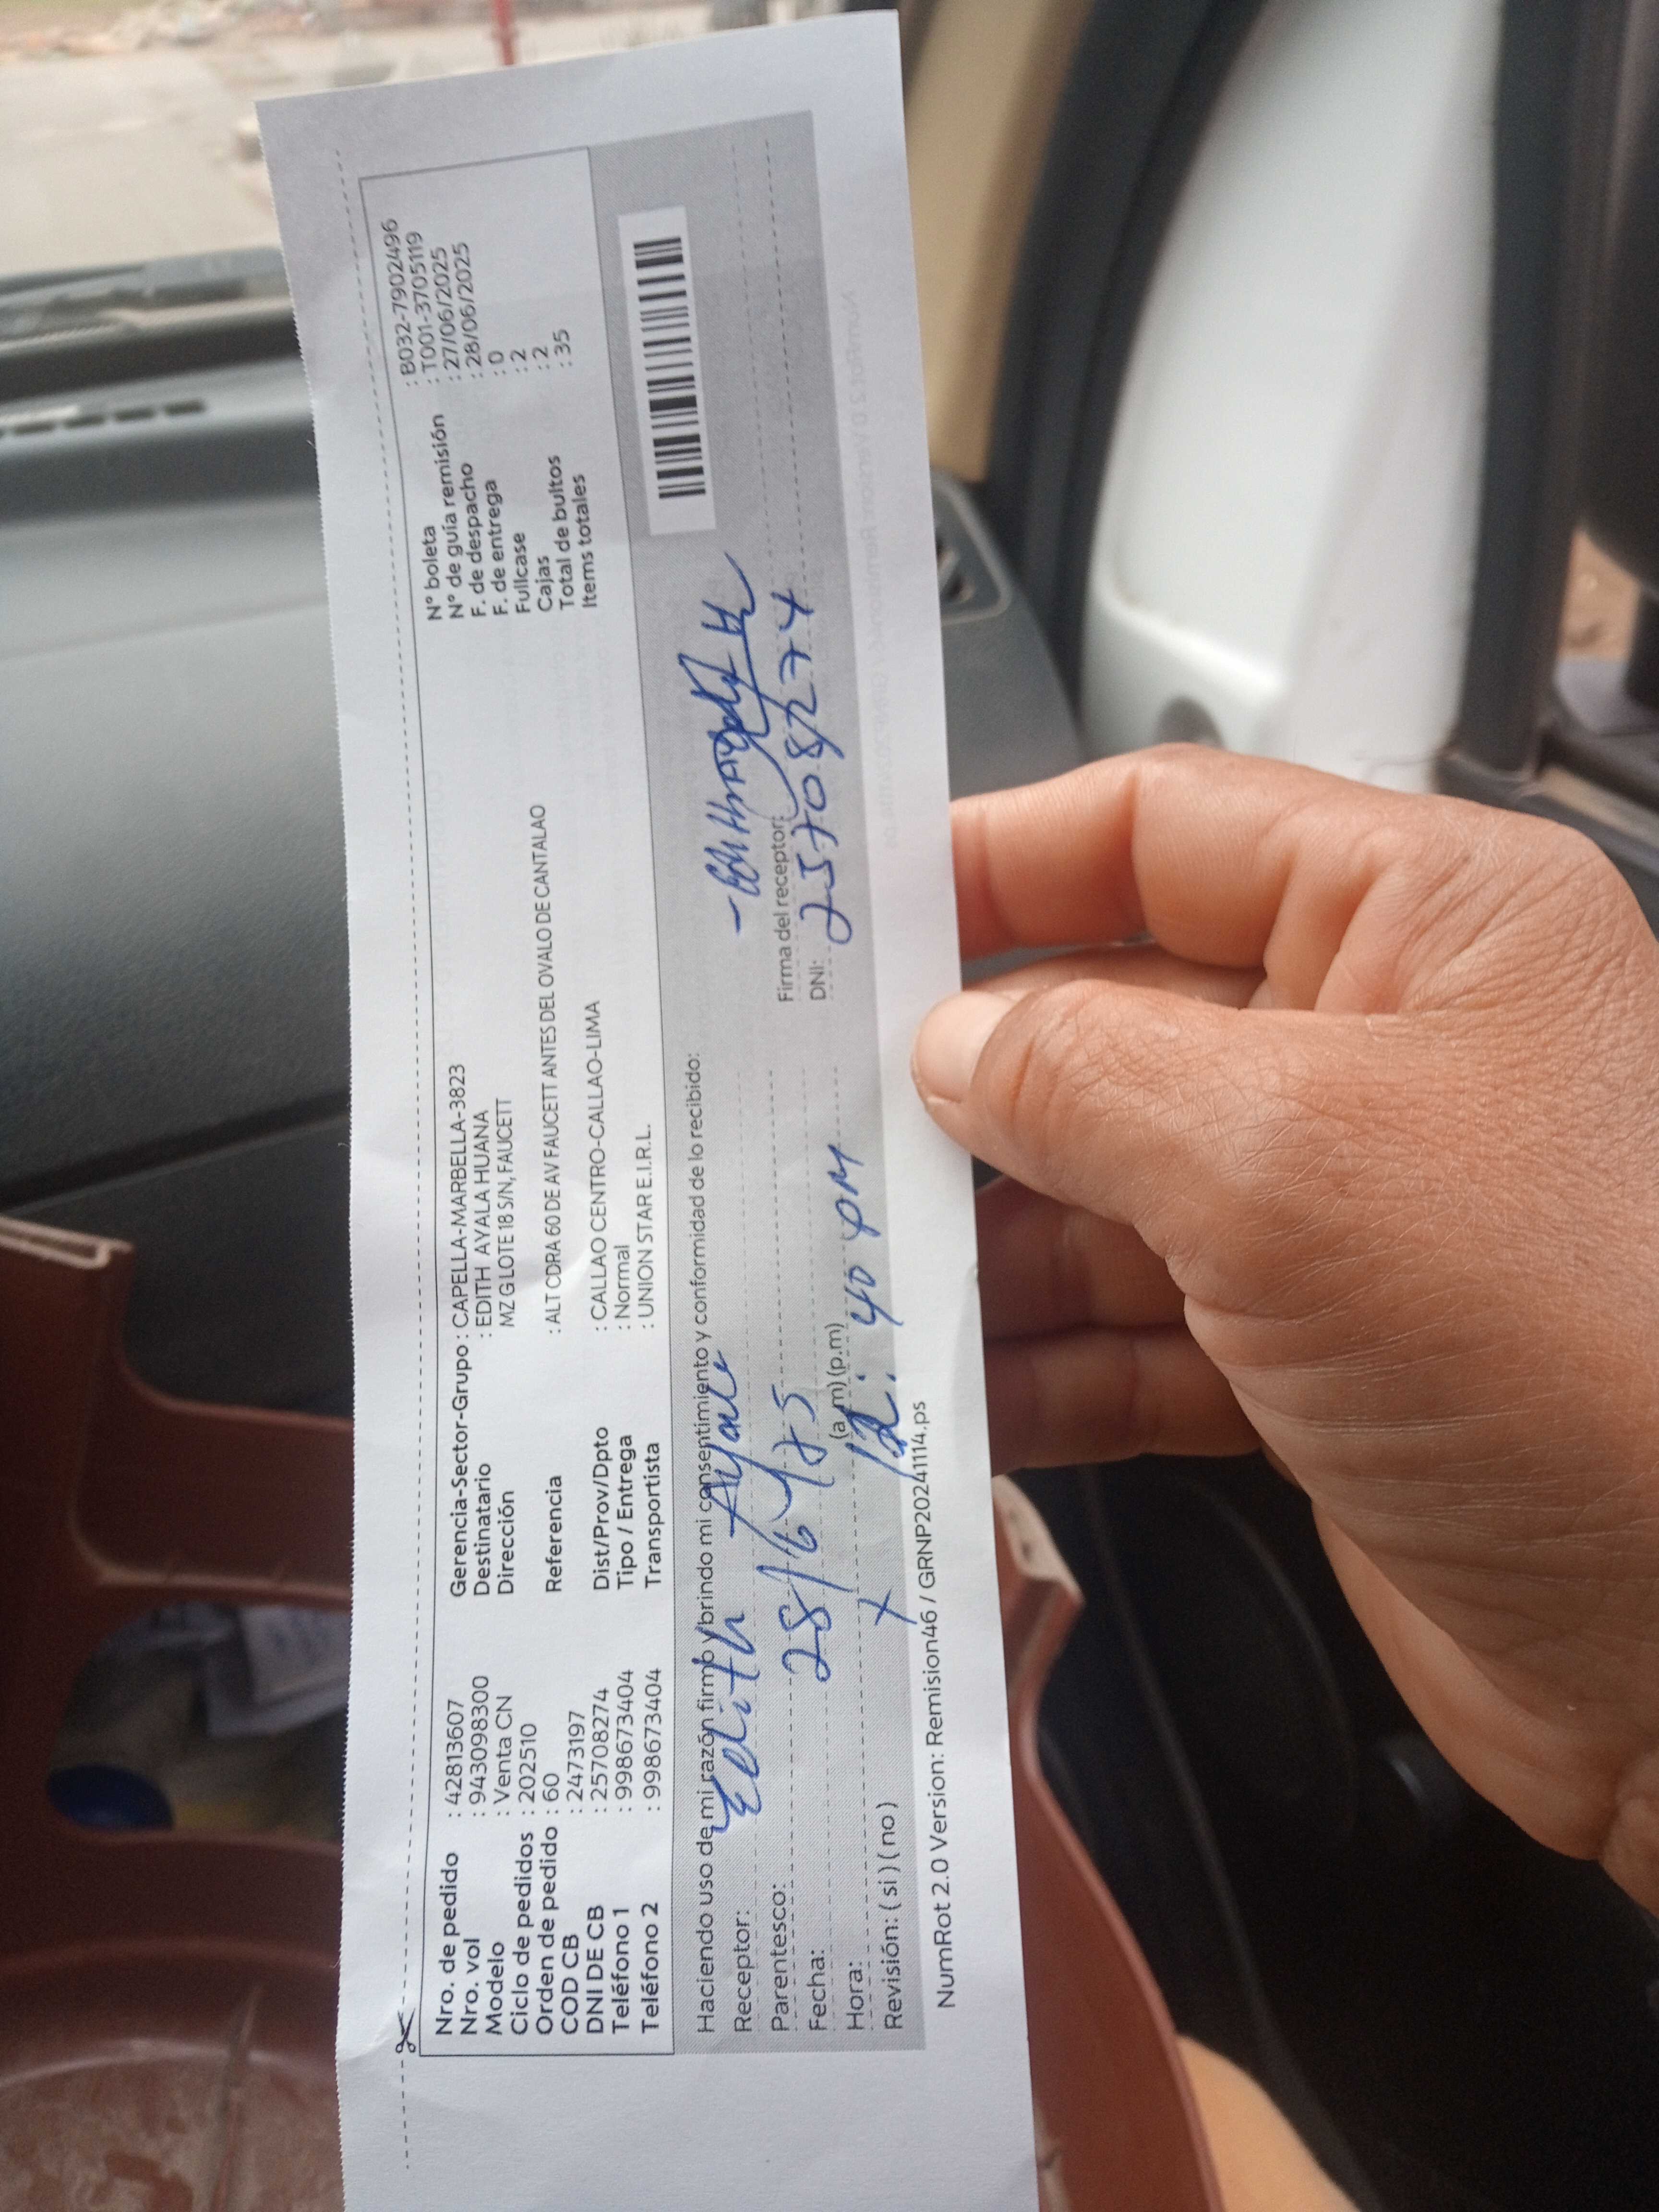 Nro. de pedido : 42813607
Nro. vol : 943098300
Modelo : Venta CN
Ciclo de pedidos : 202510
Orden de pedido : 60
COD CB : 2473197
DNI DE CB : 25708274
Teléfono 1 : 998673404
Teléfono 2 : 998673404
Gerencia-Sector-Grupo : CAPELLA-MARBELLA-3823
Destinatario : EDITH AYALA HUANA
Dirección MZ G LOTE 18 S/N, FAUCETT
Referencia : ALT CDRA 60 DE AV FAUCETT ANTES DEL OVALO DE CANTALAO
Dist/Prov/Dpto : CALLAO CENTRO-CALLAO-LIMA
Tipo / Entrega : Normal
Transportista : UNION STAR E.I.R.L.
N° boleta : B032-7902496
N° de guía remisión : T001-3705119
F. de despacho : 27/06/2025
F. de entrega : 28/06/2025
Fullcase : 0
Cajas : 2
Total de bultos : 2
Items totales : 35
Haciendo uso de mi razón firmo y brindo mi consentimiento y conformidad de lo recibido:
Receptor: Edith Ayala
Parentesco:
Fecha: 28/6/25
Hora: (a.m) (p.m)
12:40 pm
Revisión: ( si ) ( no )
Firma del receptor:
DNI: 25708274
NumRot 2.0 Version: Remision46 / GRNP20241114.ps